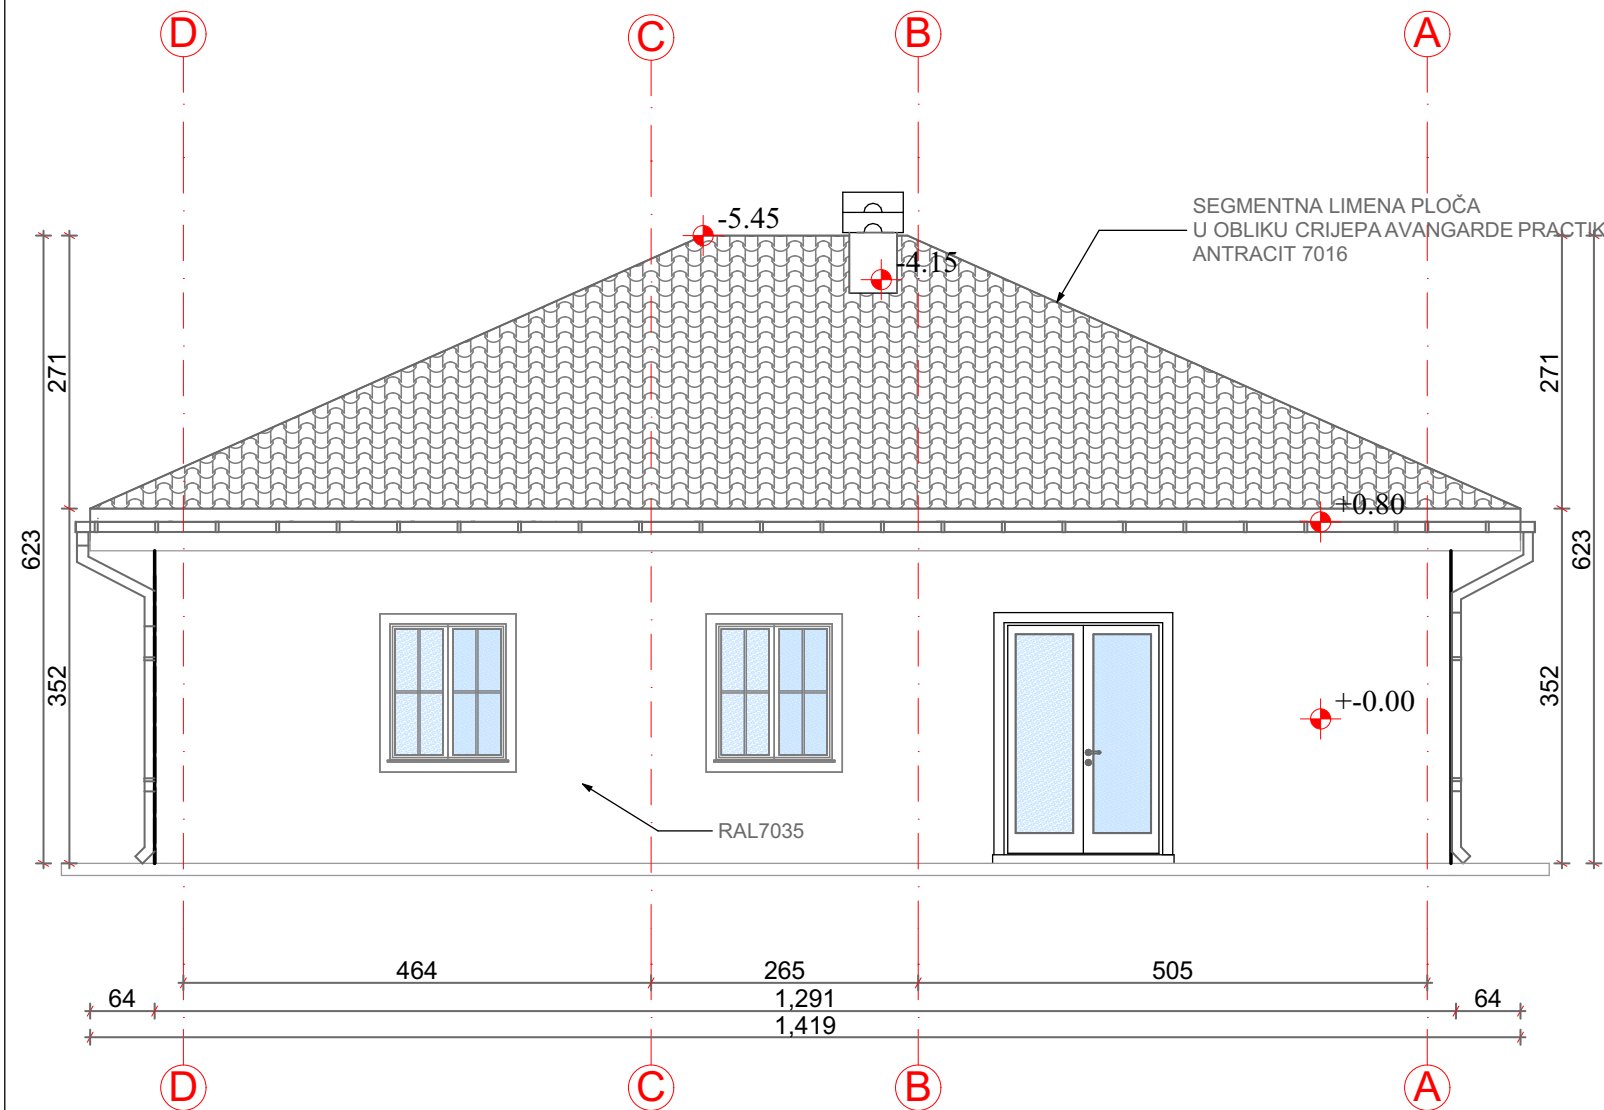 D
C
B
A
-5.45
-4.15
SEGMENTNA LIMENA PLOČA
U OBLIKU CRIJEPA AVANGARDE PRACTIK
ANTRACIT 7016
271
271
+0.80
623
623
352
352
+-0.00
RAL7035
464
265
505
64
1,291
64
1,419
D
C
B
A